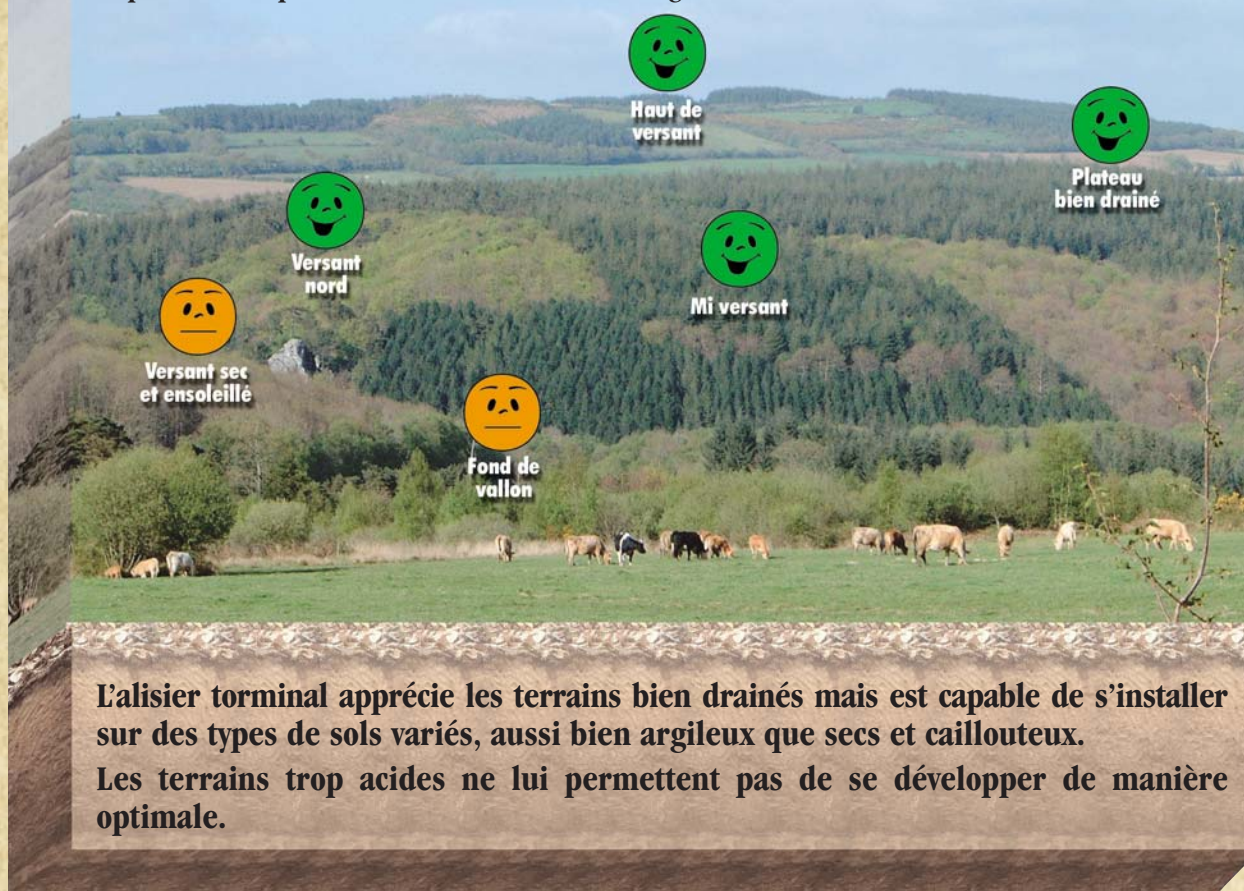 Haut de
versant
Plateau
bien drainé
Versant
nord
Mi versant
Versant sec
et ensoleillé
Fond de
vallon
L'alisier torminal apprécie les terrains bien drainés mais est capable de s'installer
sur des types de sols variés, aussi bien argileux que secs et caillouteux.
Les terrains trop acides ne lui permettent pas de se développer de manière
optimale.